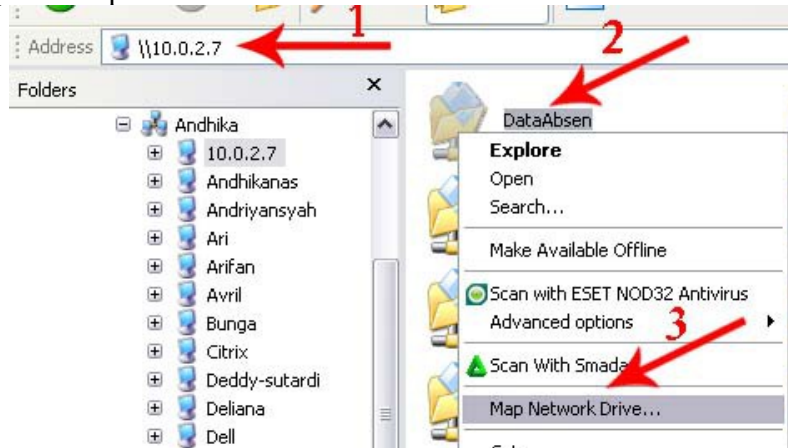 1
2
Address \\10.0.2.7
Folders
Andhika
10.0.2.7
Andhikanas
Andriyansyah
Ari
Arifan
Avril
Bunga
Citrix
Deddy-sutardi
Deliana
Dell
DataAbsen
Explore
Open
Search...
Make Available Offline
Scan with ESET NOD32 Antivirus
Advanced options
3
Scan With Smada
Map Network Drive...